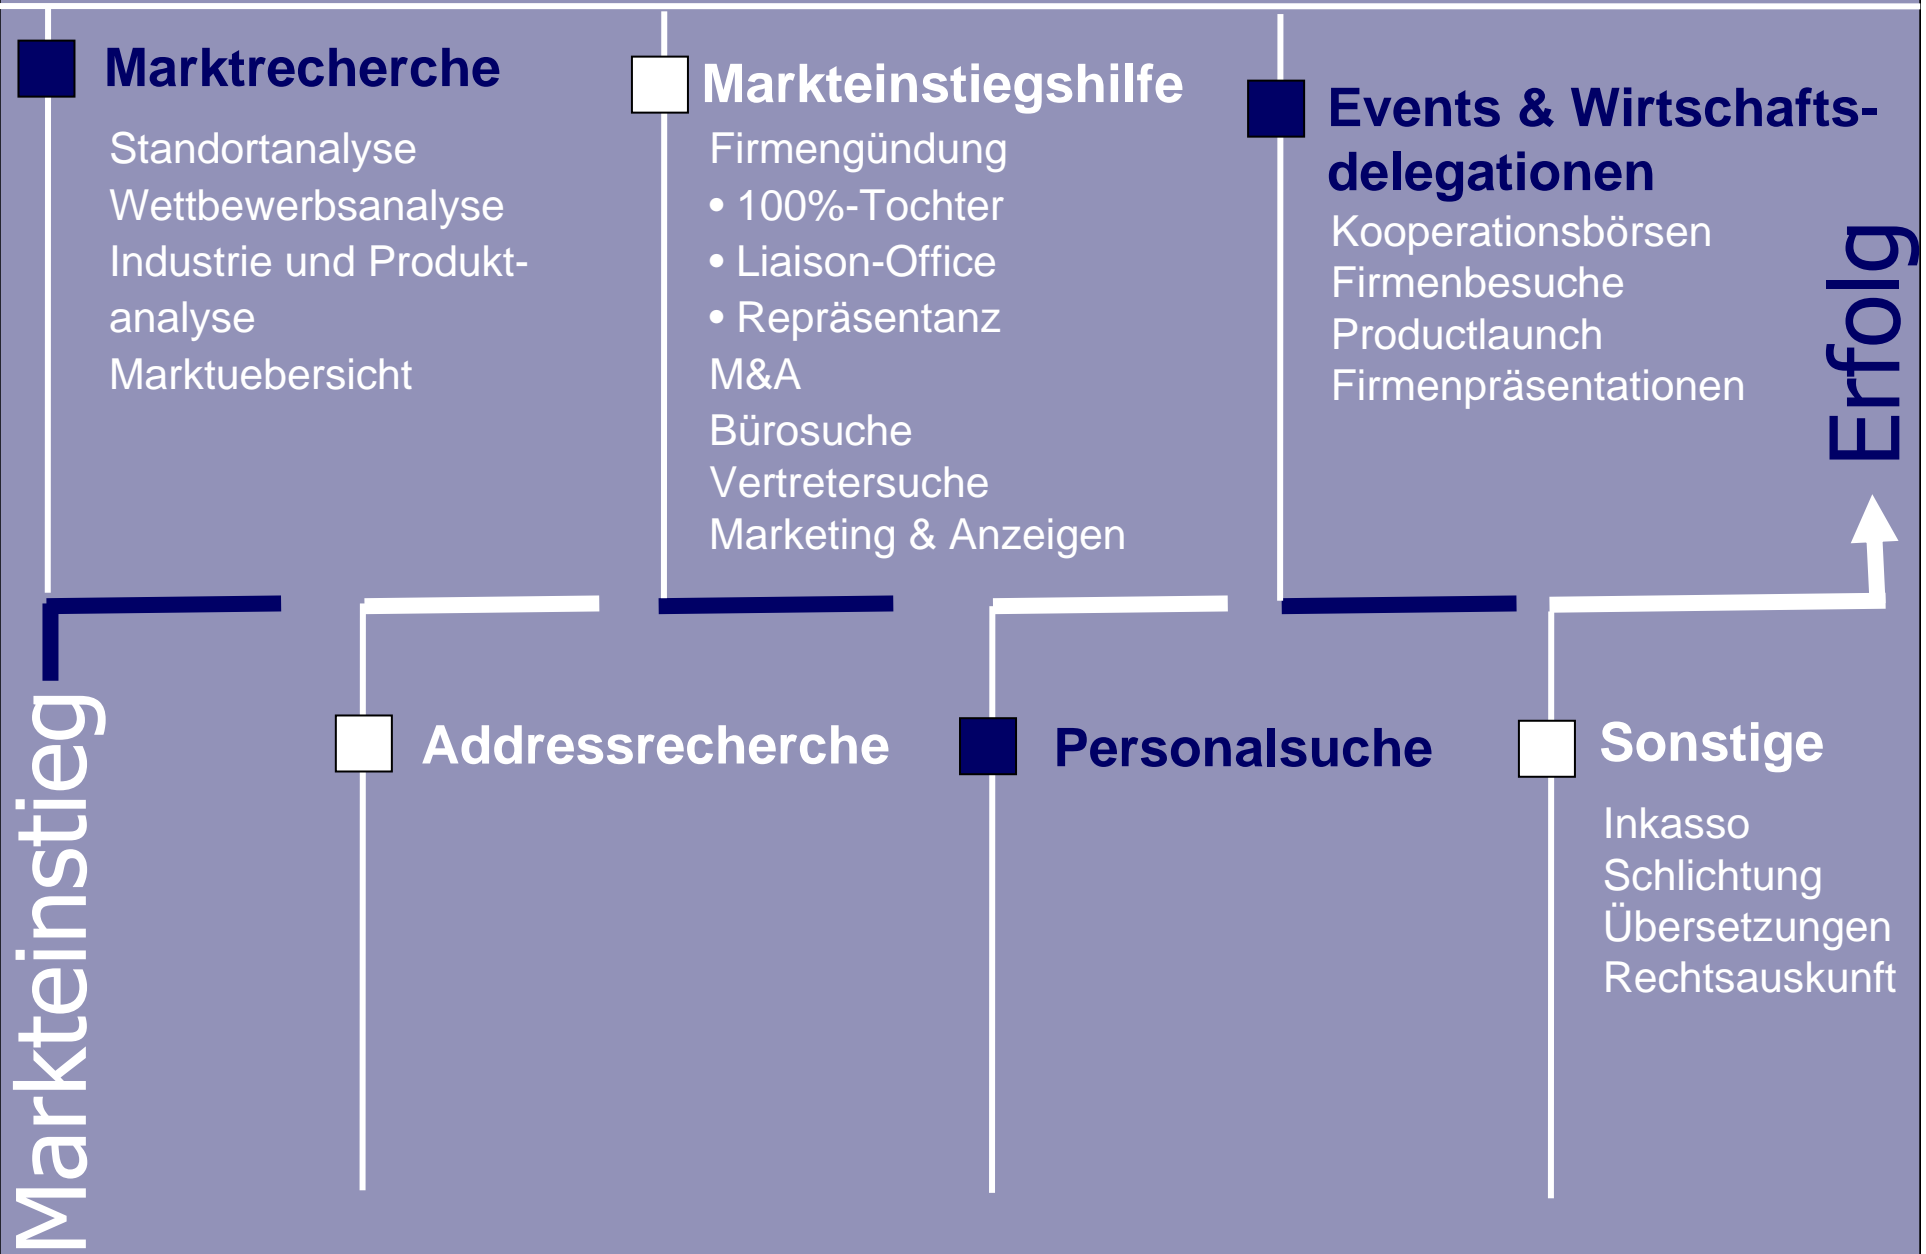 Marktrecherche
Standortanalyse
Wettbewerbsanalyse
Industrie und Produkt-
analyse
Marktuebersicht
Markteinstiegshilfe
Firmengündung
• 100%-Tochter
• Liaison-Office
• Repräsentanz
M&A
Bürosuche
Vertretersuche
Marketing & Anzeigen
Events & Wirtschafts-
delegationen
Kooperationsbörsen
Firmenbesuche
Productlaunch
Firmenpräsentationen
Erfolg
Markteinstieg
Addressrecherche
Personalsuche
Sonstige
Inkasso
Schlichtung
Übersetzungen
Rechtsauskunft